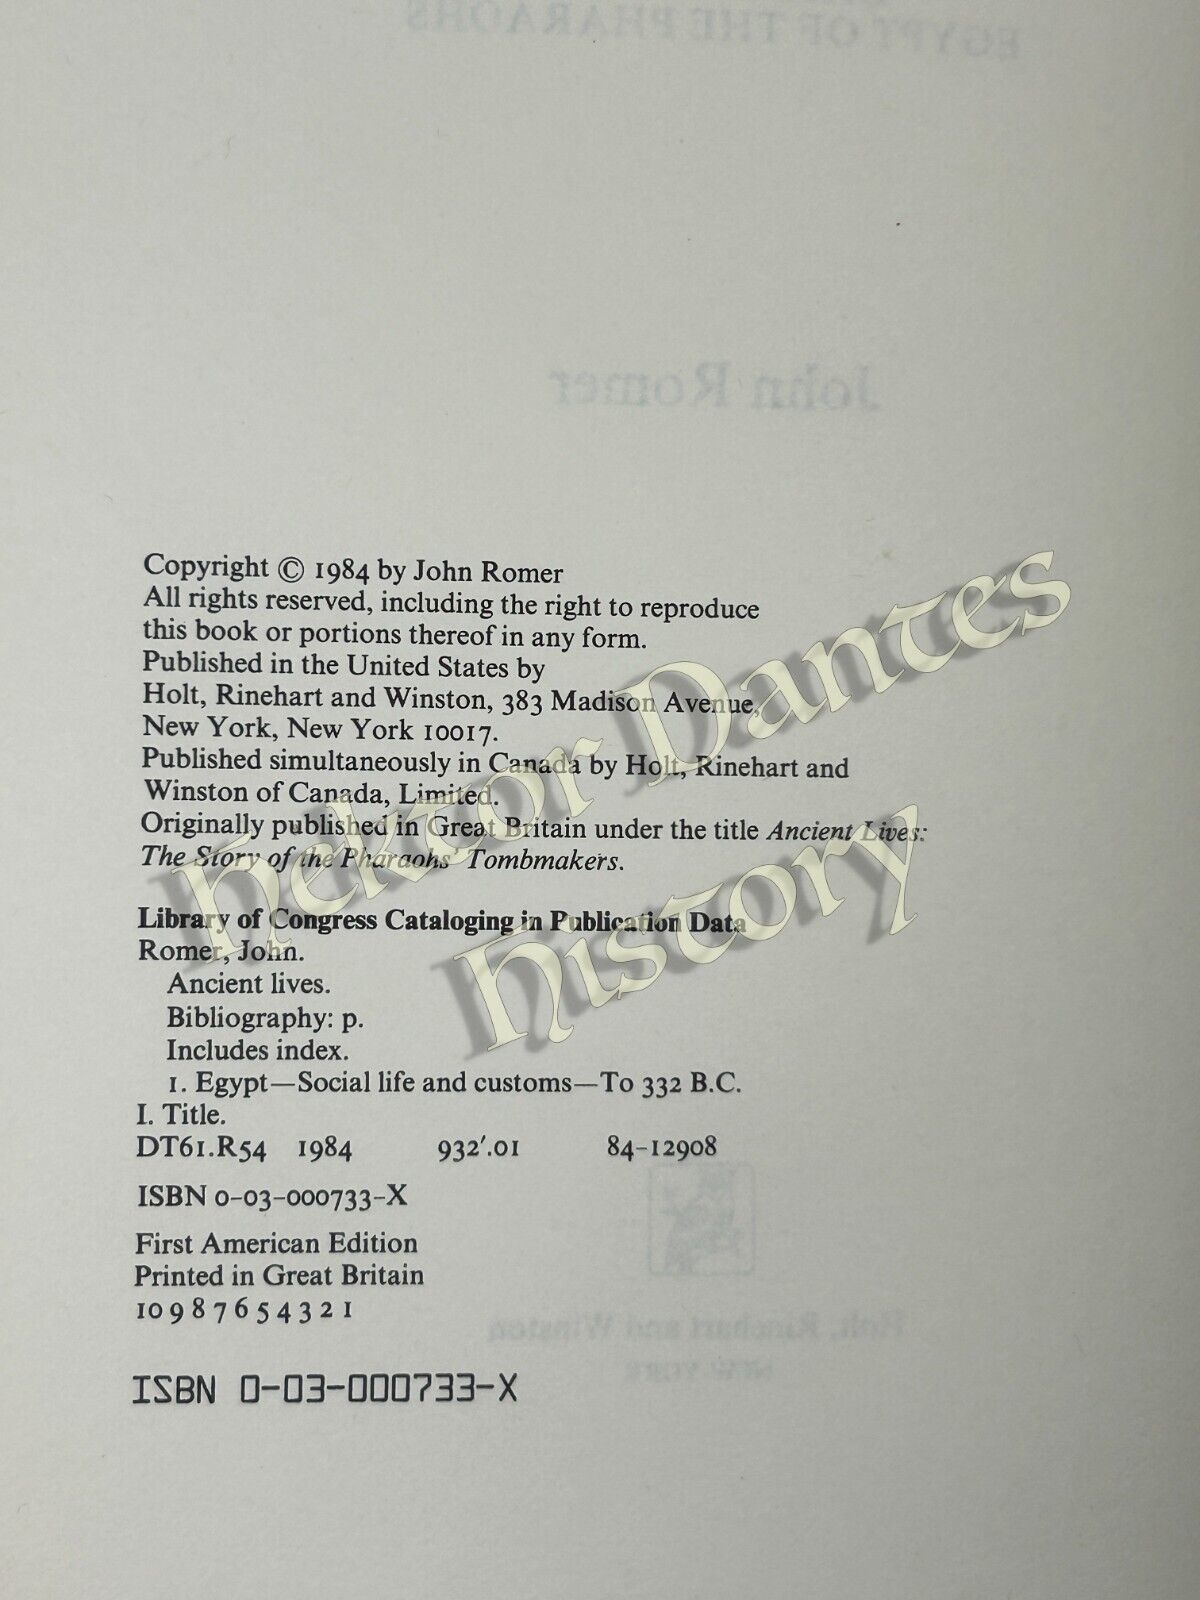 EGYPT OF THE PHARAOHS
John Romer
Copyright © 1984 by John Romer
All rights reserved, including the right to reproduce
this book or portions thereof in any form.
Published in the United States by
Holt, Rinehart and Winston, 383 Madison Avenue,
New York, New York 10017.
Published simultaneously in Canada by Holt, Rinehart and
Winston of Canada, Limited.
Originally published in Great Britain under the title Ancient Lives:
The Story of the Pharaohs' Tombmakers.
Library of Congress Cataloging in Publication Data
Romer, John.
Ancient lives.
Bibliography: p.
Includes index.
1. Egypt—Social life and customs—To 332 B.C.
I. Title.
DT61.R54 1984 932'.01 84-12908
ISBN 0-03-000733-X
First American Edition
Printed in Great Britain
10 9 8 7 6 5 4 3 2 1
Holt, Rinehart and Winston
NEW YORK
ISBN 0-03-000733-X
Hektor Dantes
History